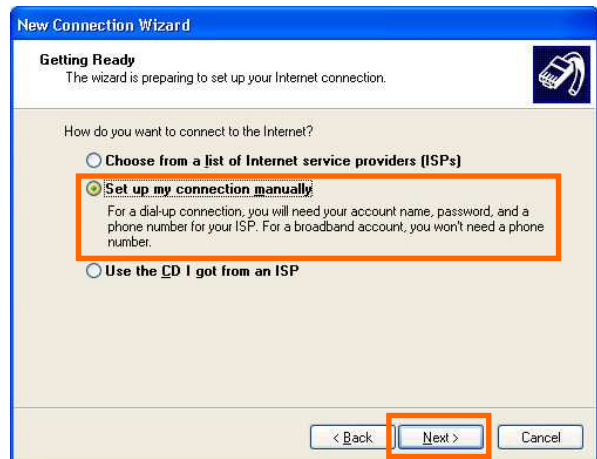 New Connection Wizard
Getting Ready
The wizard is preparing to set up your Internet connection.
How do you want to connect to the Internet?
Choose from a list of Internet service providers (ISPs)
Set up my connection manually
For a dial-up connection, you will need your account name, password, and a
phone number for your ISP. For a broadband account, you won't need a phone
number.
Use the CD I got from an ISP
< Back Next > Cancel